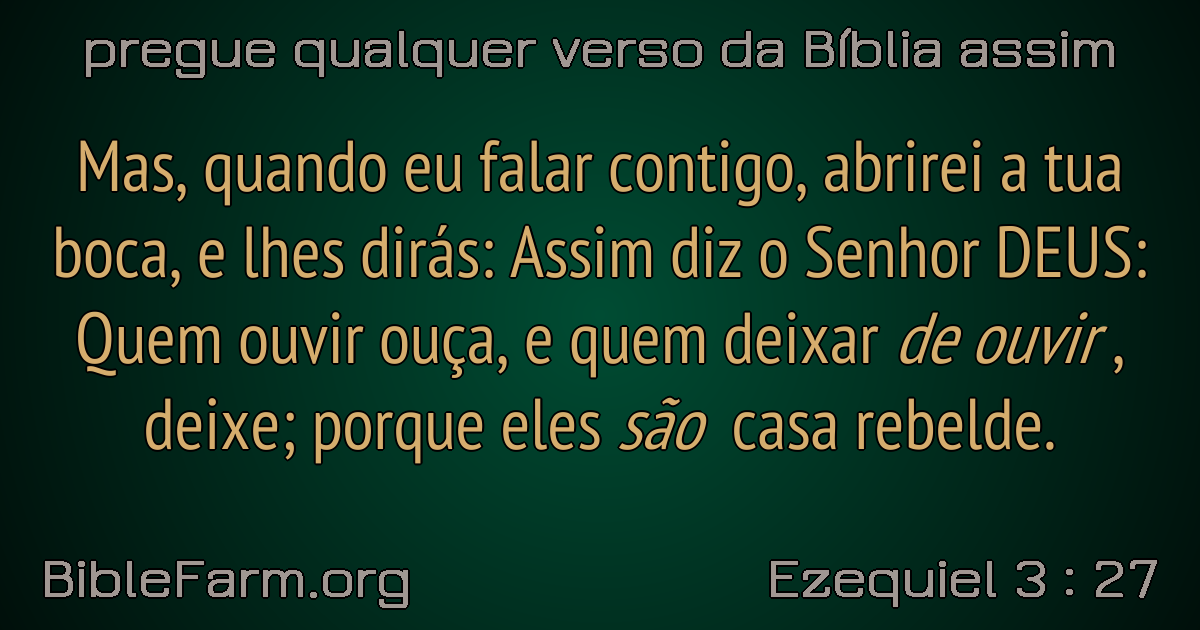 pregue qualquer verso da Bíblia assim
Mas, quando eu falar contigo, abrirei a tua
boca, e lhes dirás: Assim diz o Senhor DEUS:
Quem ouvir ouça, e quem deixar de ouvir ,
deixe; porque eles são casa rebelde.
BibleFarm.org
Ezequiel 3 : 27